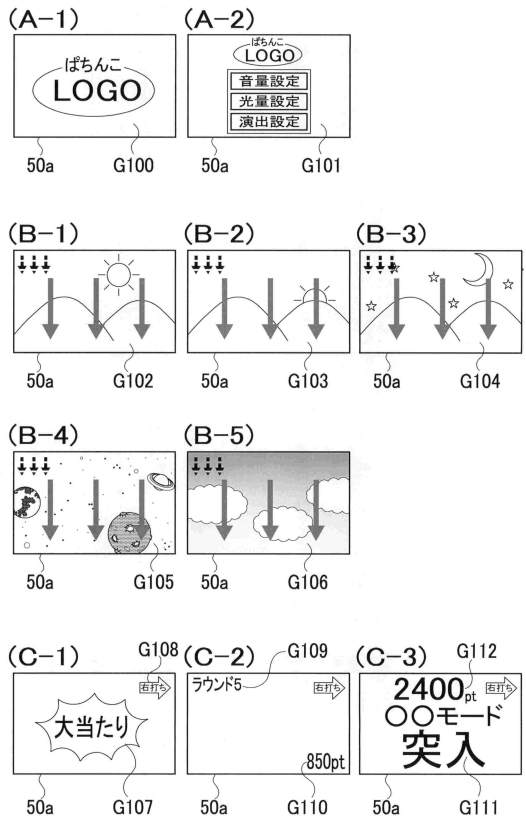 (A-1)
ぱちんこ
LOGO
50a
G100
(A-2)
ぱちんこ
LOGO
音量設定
光量設定
演出設定
50a
G101
(B-1)
50a
G102
(B-2)
50a
G103
(B-3)
50a
G104
(B-4)
50a
G105
(B-5)
50a
G106
(C-1)
G108
右打ち
大当たり
50a
G107
(C-2)
G109
ラウンド5
右打ち
850pt
50a
G110
(C-3)
G112
2400pt
右打ち
○○モード
突入
50a
G111